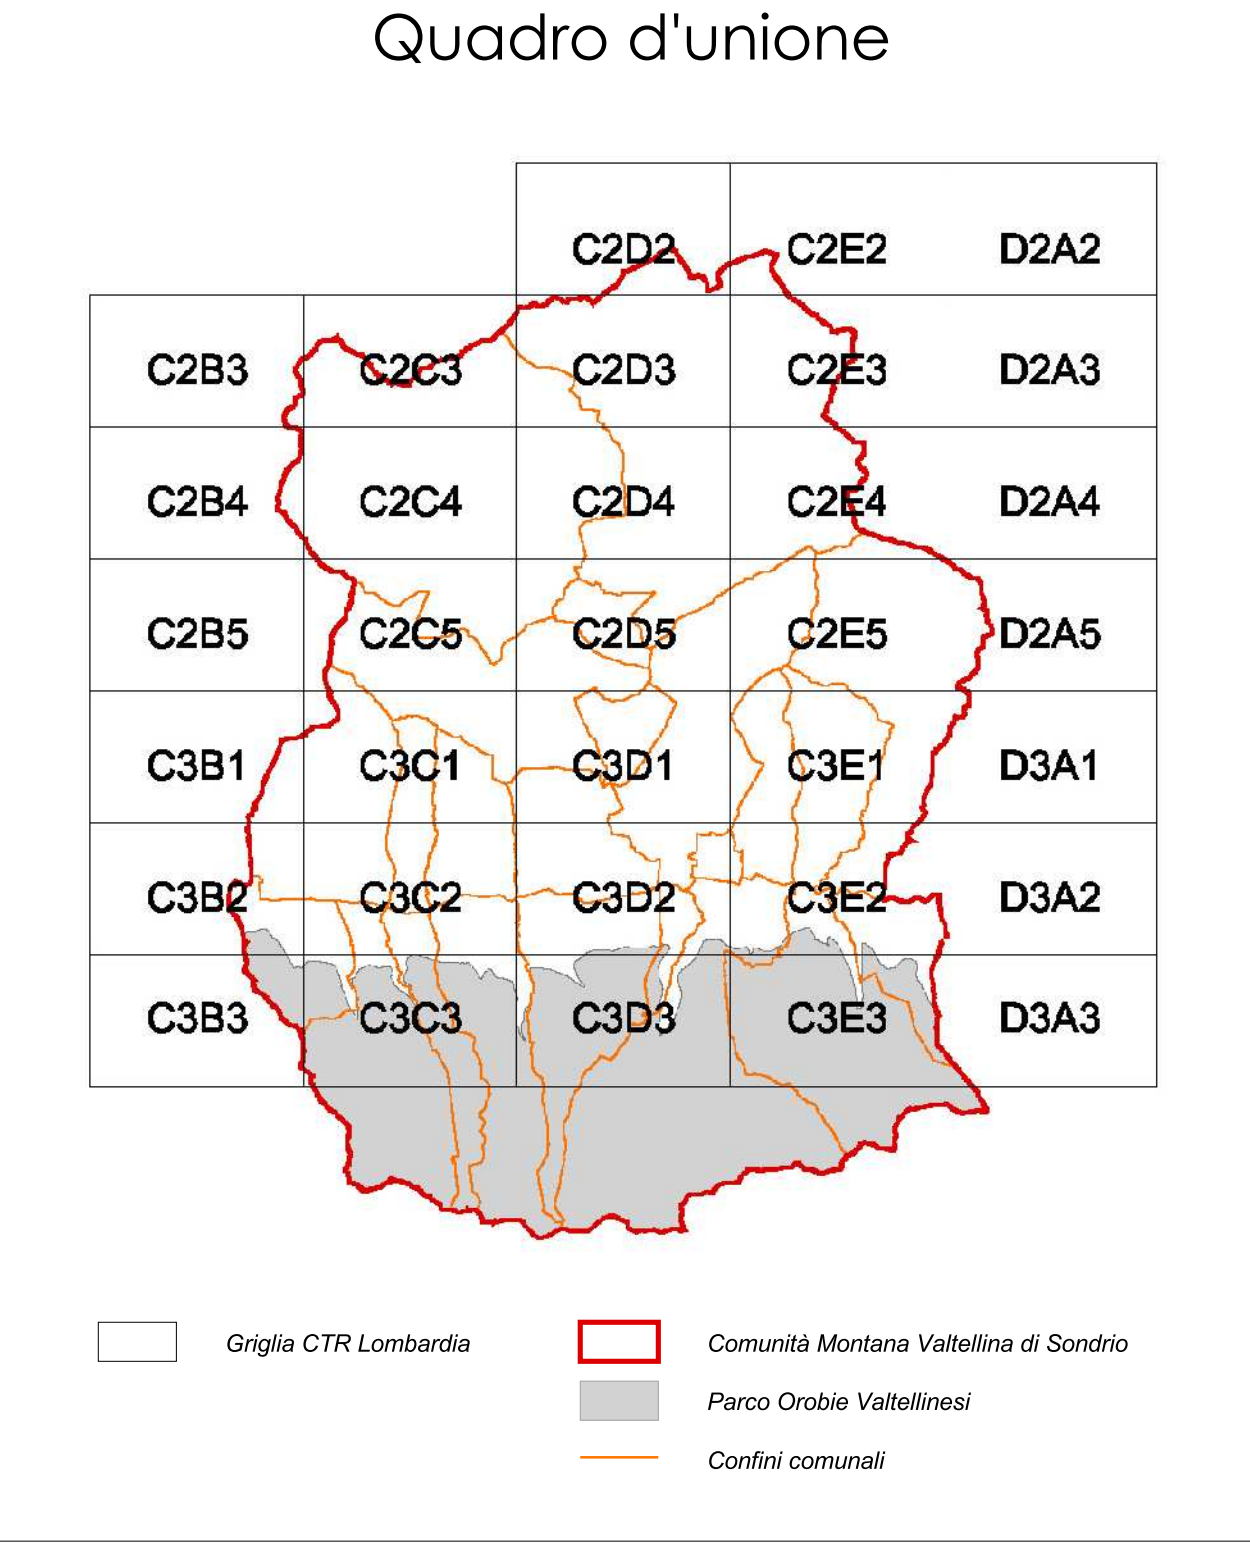 Quadro d'unione
C2D2 C2E2 D2A2
C2B3 C2C3 C2D3 C2E3 D2A3
C2B4 C2C4 C2D4 C2E4 D2A4
C2B5 C2C5 C2D5 C2E5 D2A5
C3B1 C3C1 C3D1 C3E1 D3A1
C3B2 C3C2 C3D2 C3E2 D3A2
C3B3 C3C3 C3D3 C3E3 D3A3
Griglia CTR Lombardia
Comunità Montana Valtellina di Sondrio
Parco Orobie Valtellinesi
Confini comunali